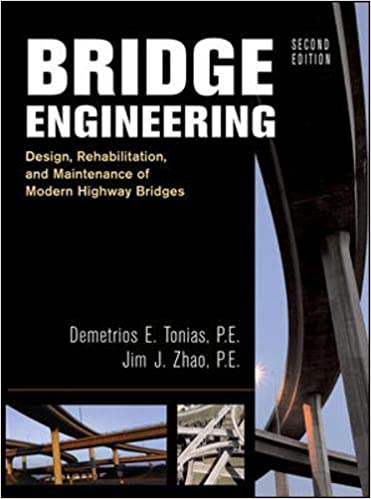 BRIDGE
SECOND
EDITION
ENGINEERING
Design, Rehabilitation,
and Maintenance of
Modern Highway Bridges
Demetrios E. Tonias, P.E.
Jim J. Zhao, P.E.